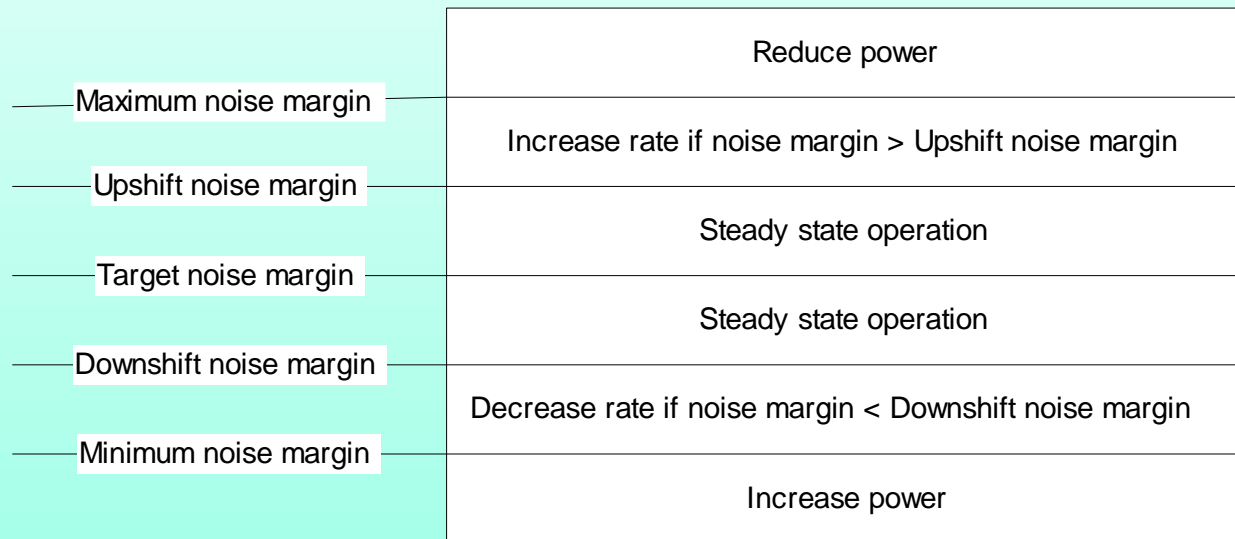 Reduce power
Maximum noise margin
Increase rate if noise margin > Upshift noise margin
Upshift noise margin
Steady state operation
Target noise margin
Steady state operation
Downshift noise margin
Decrease rate if noise margin < Downshift noise margin
Minimum noise margin
Increase power